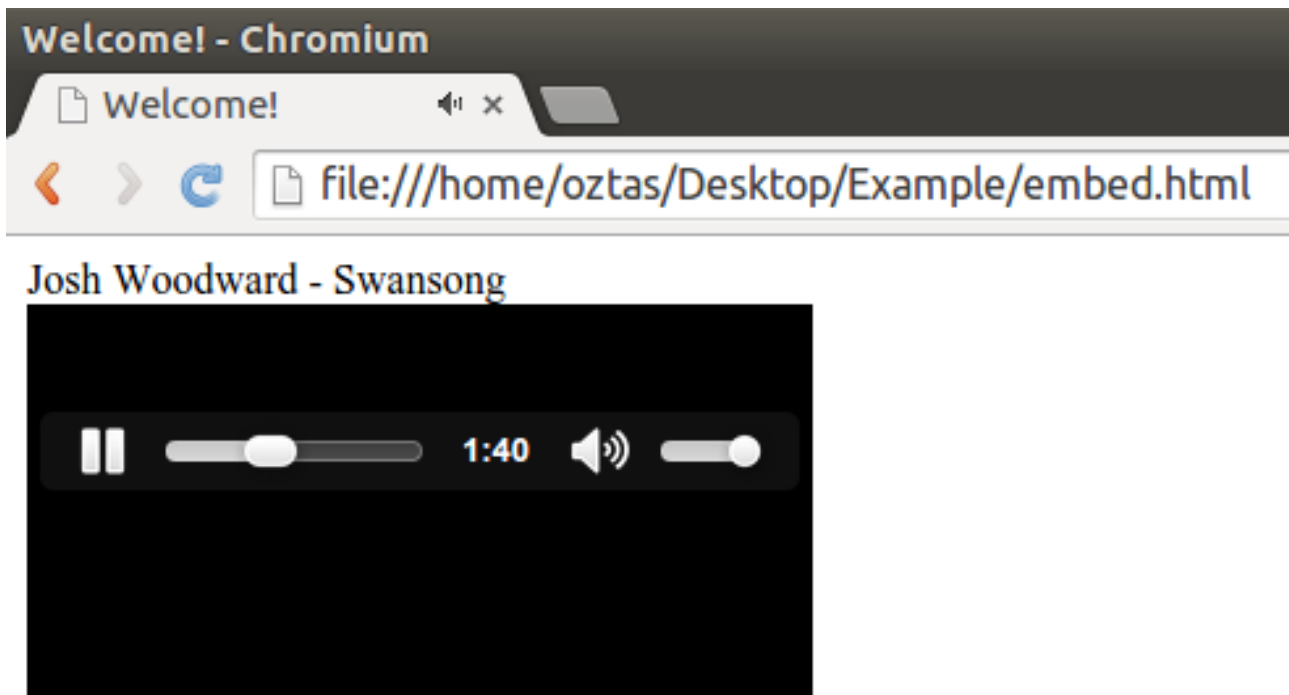 Welcome! - Chromium
Welcome!
file:///home/oztas/Desktop/Example/embed.html
Josh Woodward - Swansong
1:40